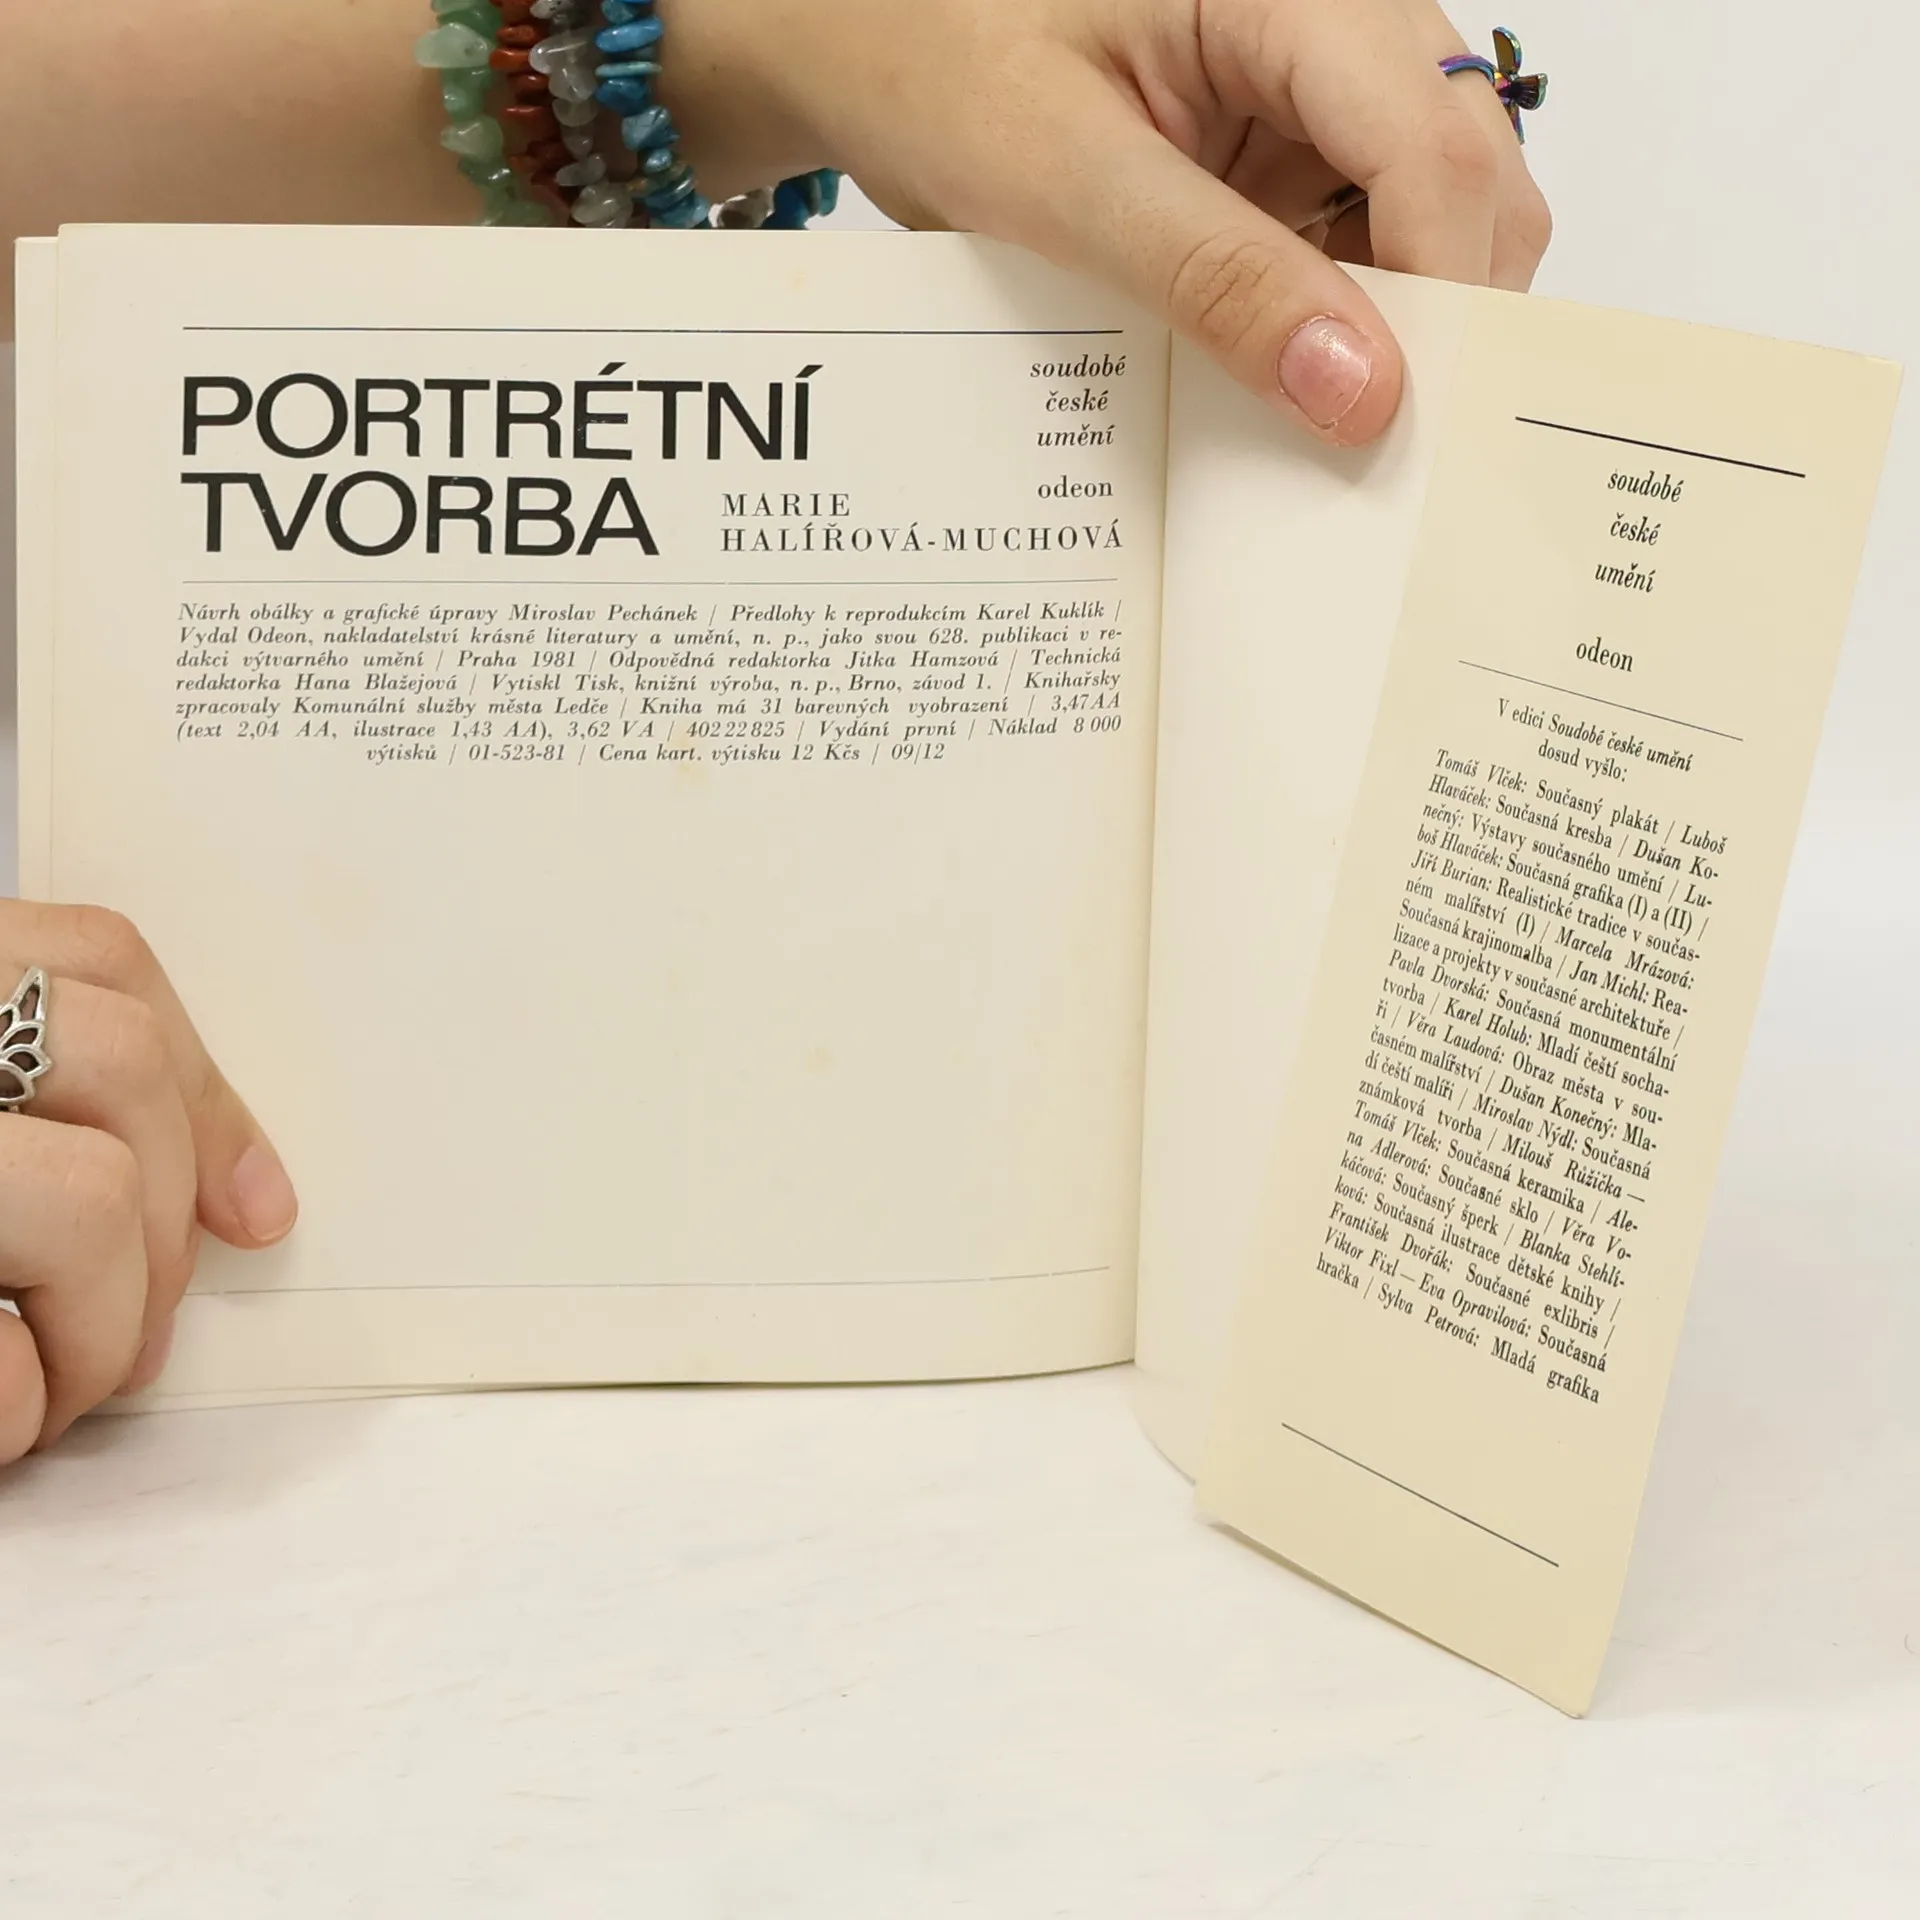 PORTRÉTNÍ
TVORBA
MARIE
HALÍŘOVÁ-MUCHOVÁ
soudobé
české
umění
odeon
Návrh obálky a grafické úpravy Miroslav Pechánek / Předlohy k reprodukcím Karel Kuklík /
Vydal Odeon, nakladatelství krásné literatury a umění, n. p., jako svou 628. publikaci v re-
dakci výtvarného umění / Praha 1981 / Odpovědná redaktorka Jitka Hamzová / Technická
redaktorka Hana Blažejová / Vytiskl Tisk, knižní výroba, n. p., Brno, závod 1. / Knihařsky
zpracovaly Komunální služby města Ledče / Kniha má 31 barevných vyobrazení / 3,47 AA
(text 2,04 AA, ilustrace 1,43 AA), 3,62 VA / 40222825 / Vydání první / Náklad 8 000
výtisků / 01-523-81 / Cena kart. výtisku 12 Kčs / 09/12
soudobé
české
umění
odeon
V edici Soudobé české umění
dosud vyšlo:
Tomáš Vlček: Současný plakát / Luboš
Hlaváček: Současná kresba / Dušan Ko-
nečný: Výstavy současného umění / Lu-
boš Hlaváček: Současná grafika (I) a (II) /
Jiří Burian: Realistické tradice v součas-
ném malířství (I) / Marcela Mrázová:
Současná krajinomalba / Jan Michl: Rea-
lizace a projekty v současné architektuře /
Pavla Dvorská: Současná monumentální
tvorba / Karel Holub: Mladí čeští socha-
ři / Věra Laudová: Obraz města v sou-
časném malířství / Dušan Konečný: Mla-
dí čeští malíři / Miroslav Nýdl: Současná
známková tvorba / Milouš Růžička —
Tomáš Vlček: Současná keramika / Ale-
na Adlerová: Současné sklo / Věra Vo-
káčová: Současný šperk / Blanka Stehlí-
ková: Současná ilustrace dětské knihy /
František Dvořák: Současné exlibris /
Viktor Fixl — Eva Opravilová: Současná
hračka / Sylva Petrová: Mladá grafika